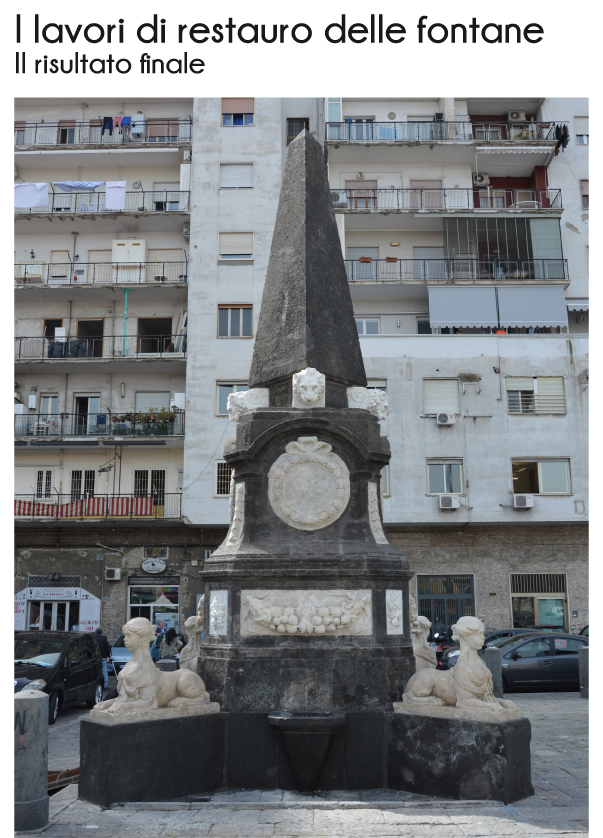 I lavori di restauro delle fontane
Il risultato finale